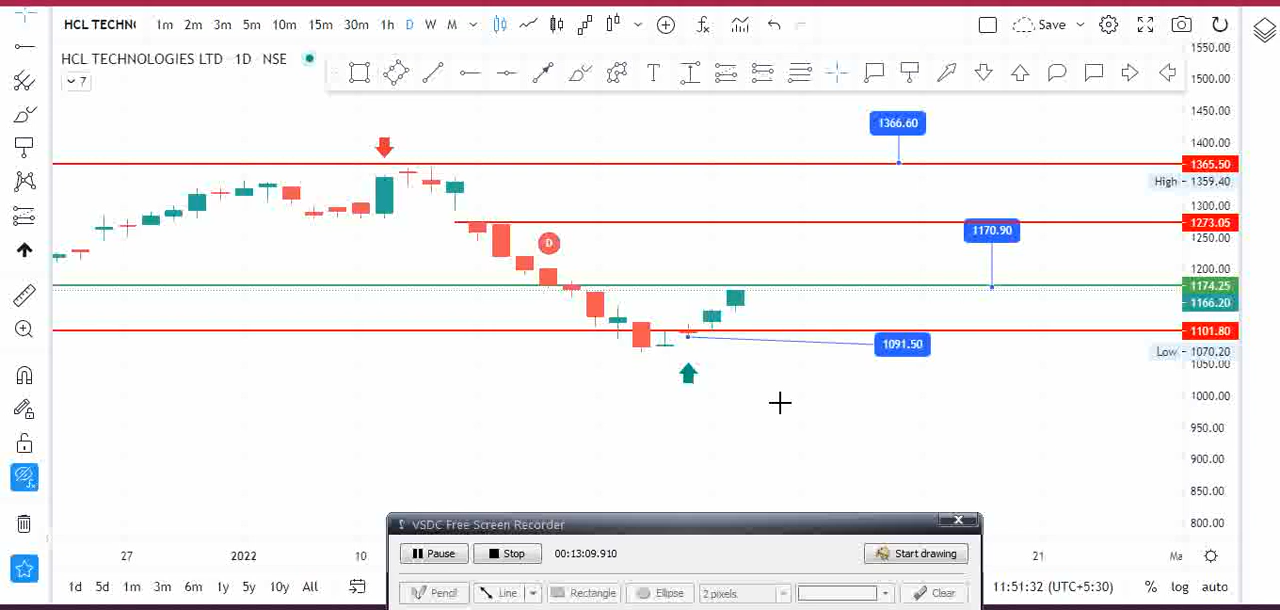 HCL TECHN 1m 2m 3m 5m 10m 15m 30m 1h D W M Save
HCL TECHNOLOGIES LTD 1D NSE
7
T
1550.00
1500.00
1450.00
1366.60
1400.00
1365.50
High 1359.40
1300.00
1273.05
1170.90
D
1250.00
1200.00
1174.25
1166.20
1101.80
1091.50
Low 1070.20
1050.00
1000.00
950.00
900.00
850.00
800.00
VSDC Free Screen Recorder
Pause Stop 00:13:09.910 Start drawing
27 2022 10 21 Ma
1d 5d 1m 3m 6m 1y 5y 10y All 11:51:32 (UTC+5:30) % log auto
Pencil Line Rectangle Ellipse 2 pixels Clear